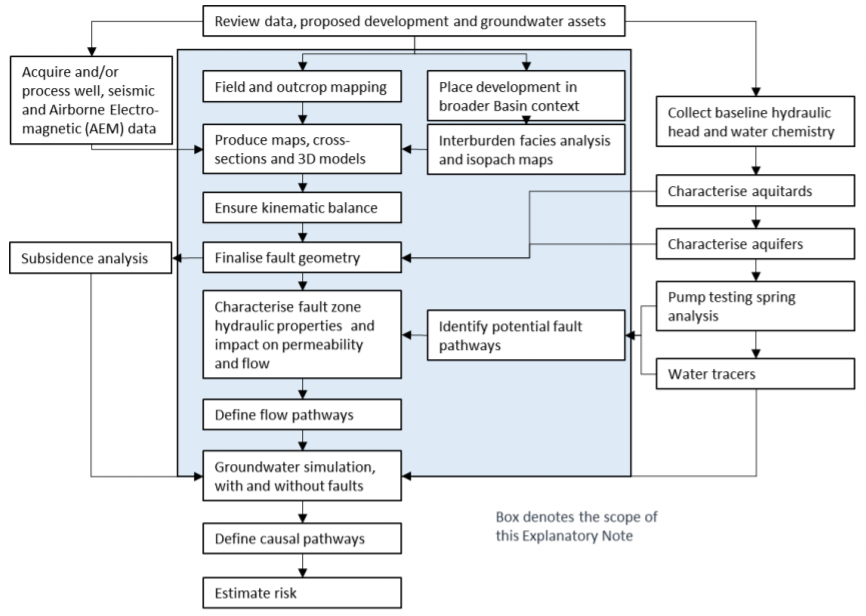 Review data, proposed development and groundwater assets
Acquire and/or
process well, seismic
and Airborne Electro-
magnetic (AEM) data
Field and outcrop mapping
Place development in
broader Basin context
Collect baseline hydraulic
head and water chemistry
Produce maps, cross-
sections and 3D models
Interburden facies analysis
and isopach maps
Characterise aquitards
Ensure kinematic balance
Characterise aquifers
Subsidence analysis
Finalise fault geometry
Pump testing spring
analysis
Characterise fault zone
hydraulic properties and
impact on permeability
and flow
Identify potential fault
pathways
Water tracers
Define flow pathways
Groundwater simulation,
with and without faults
Box denotes the scope of
this Explanatory Note
Define causal pathways
Estimate risk